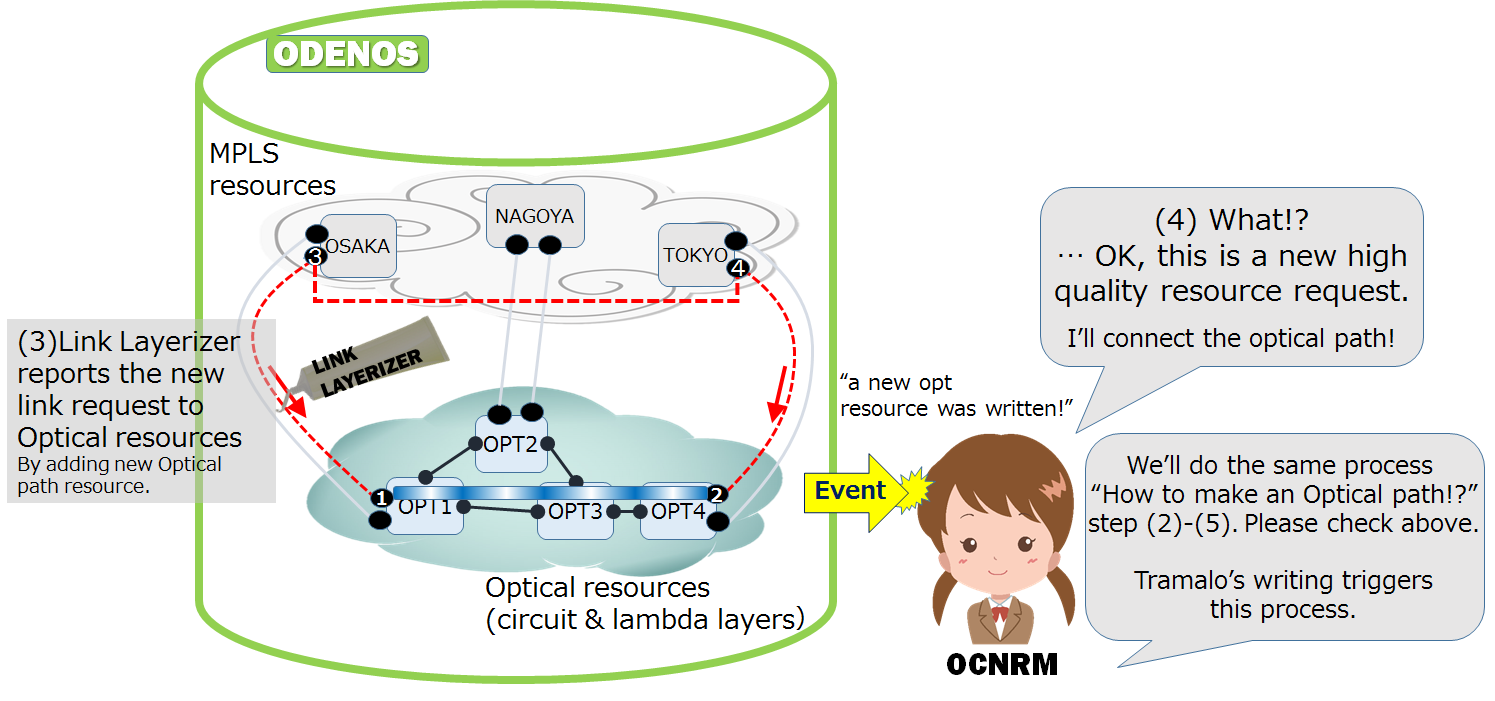 ODENOS
MPLS
resources
NAGOYA
OSAKA
3
TOKYO
4
(3)Link Layerizer
reports the new
link request to
Optical resources
By adding new Optical
path resource.
LINK
LAYERIZER
OPT2
1
OPT1
OPT3
OPT4
2
Optical resources
(circuit & lambda layers)
“a new opt
resource was written!”
Event
(4) What!?
… OK, this is a new high
quality resource request.
I’ll connect the optical path!
We’ll do the same process
“How to make an Optical path!?”
step (2)-(5). Please check above.
Tramalo’s writing triggers
this process.
OCNRM